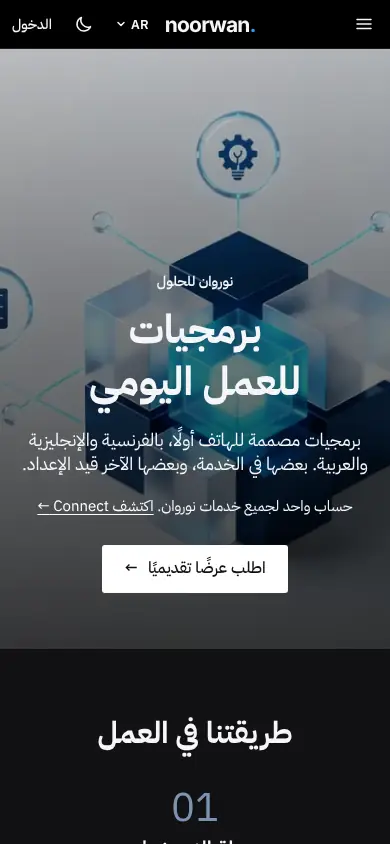 noorwan.
AR
الدخول
نوروان للحلول
برمجيات
للعمل اليومي
برمجيات مصممة للهاتف أولًا، بالفرنسية والإنجليزية
والعربية. بعضها في الخدمة، وبعضها الآخر قيد الإعداد.
حساب واحد لجميع خدمات نوروان. اكتشف Connect ←
اطلب عرضًا تقديميًا ←
طريقتنا في العمل
01